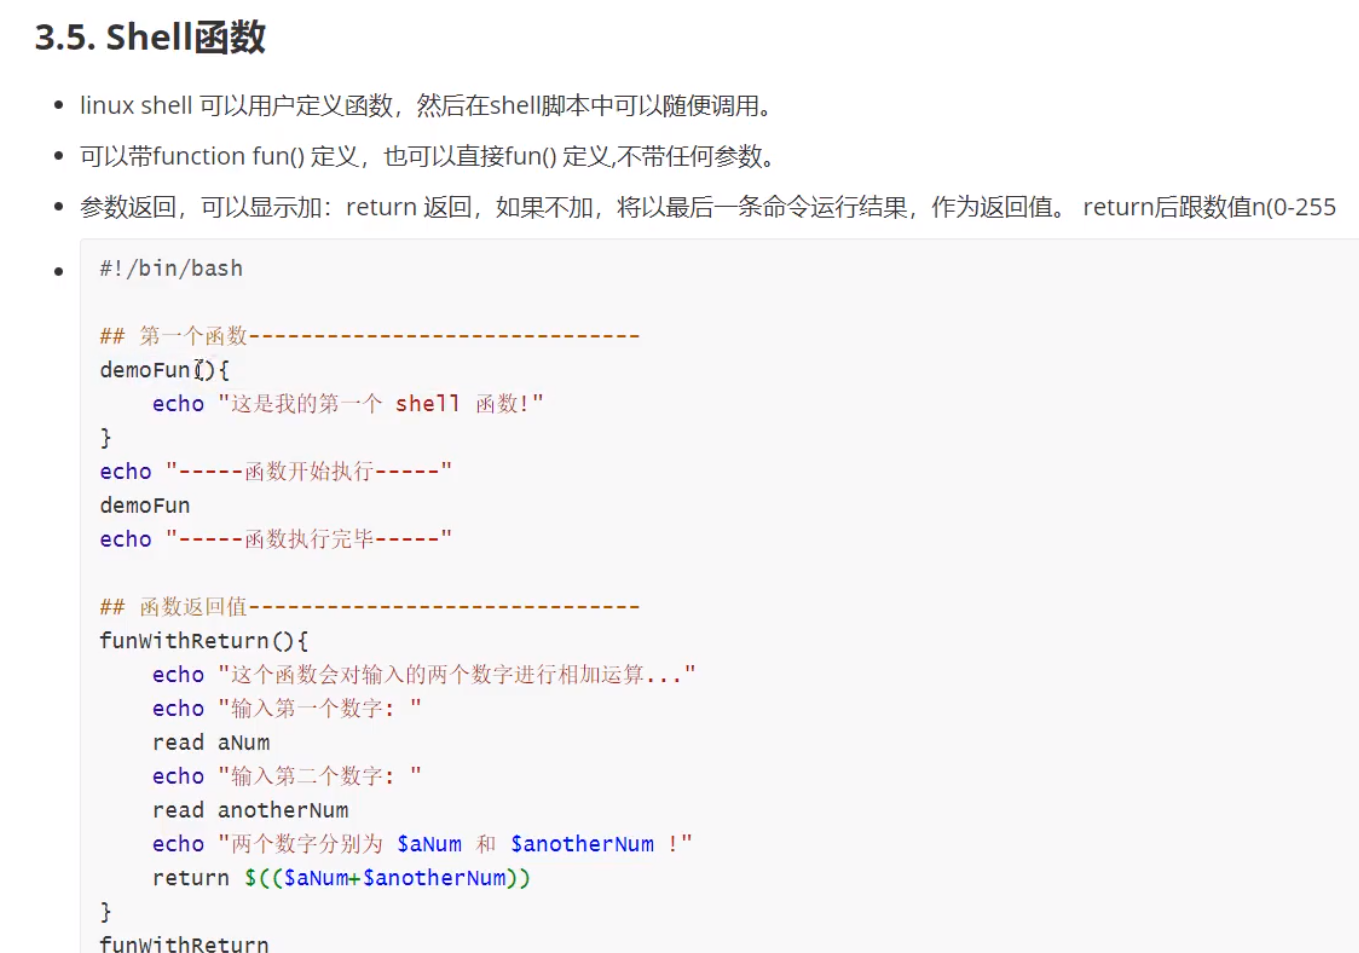 3.5. Shell函数
linux shell 可以用户定义函数，然后在shell脚本中可以随便调用。
可以带function fun() 定义，也可以直接fun() 定义,不带任何参数。
参数返回，可以显示加：return 返回，如果不加，将以最后一条命令运行结果，作为返回值。 return后跟数值n(0-255
#!/bin/bash
## 第一个函数------------------------------
demoFun(){
    echo "这是我的第一个 shell 函数!"
}
echo "-----函数开始执行-----"
demoFun
echo "-----函数执行完毕-----"
## 函数返回值------------------------------
funWithReturn(){
    echo "这个函数会对输入的两个数字进行相加运算..."
    echo "输入第一个数字: "
    read aNum
    echo "输入第二个数字: "
    read anotherNum
    echo "两个数字分别为 $aNum 和 $anotherNum !"
    return $(($aNum+$anotherNum))
}
funWithReturn